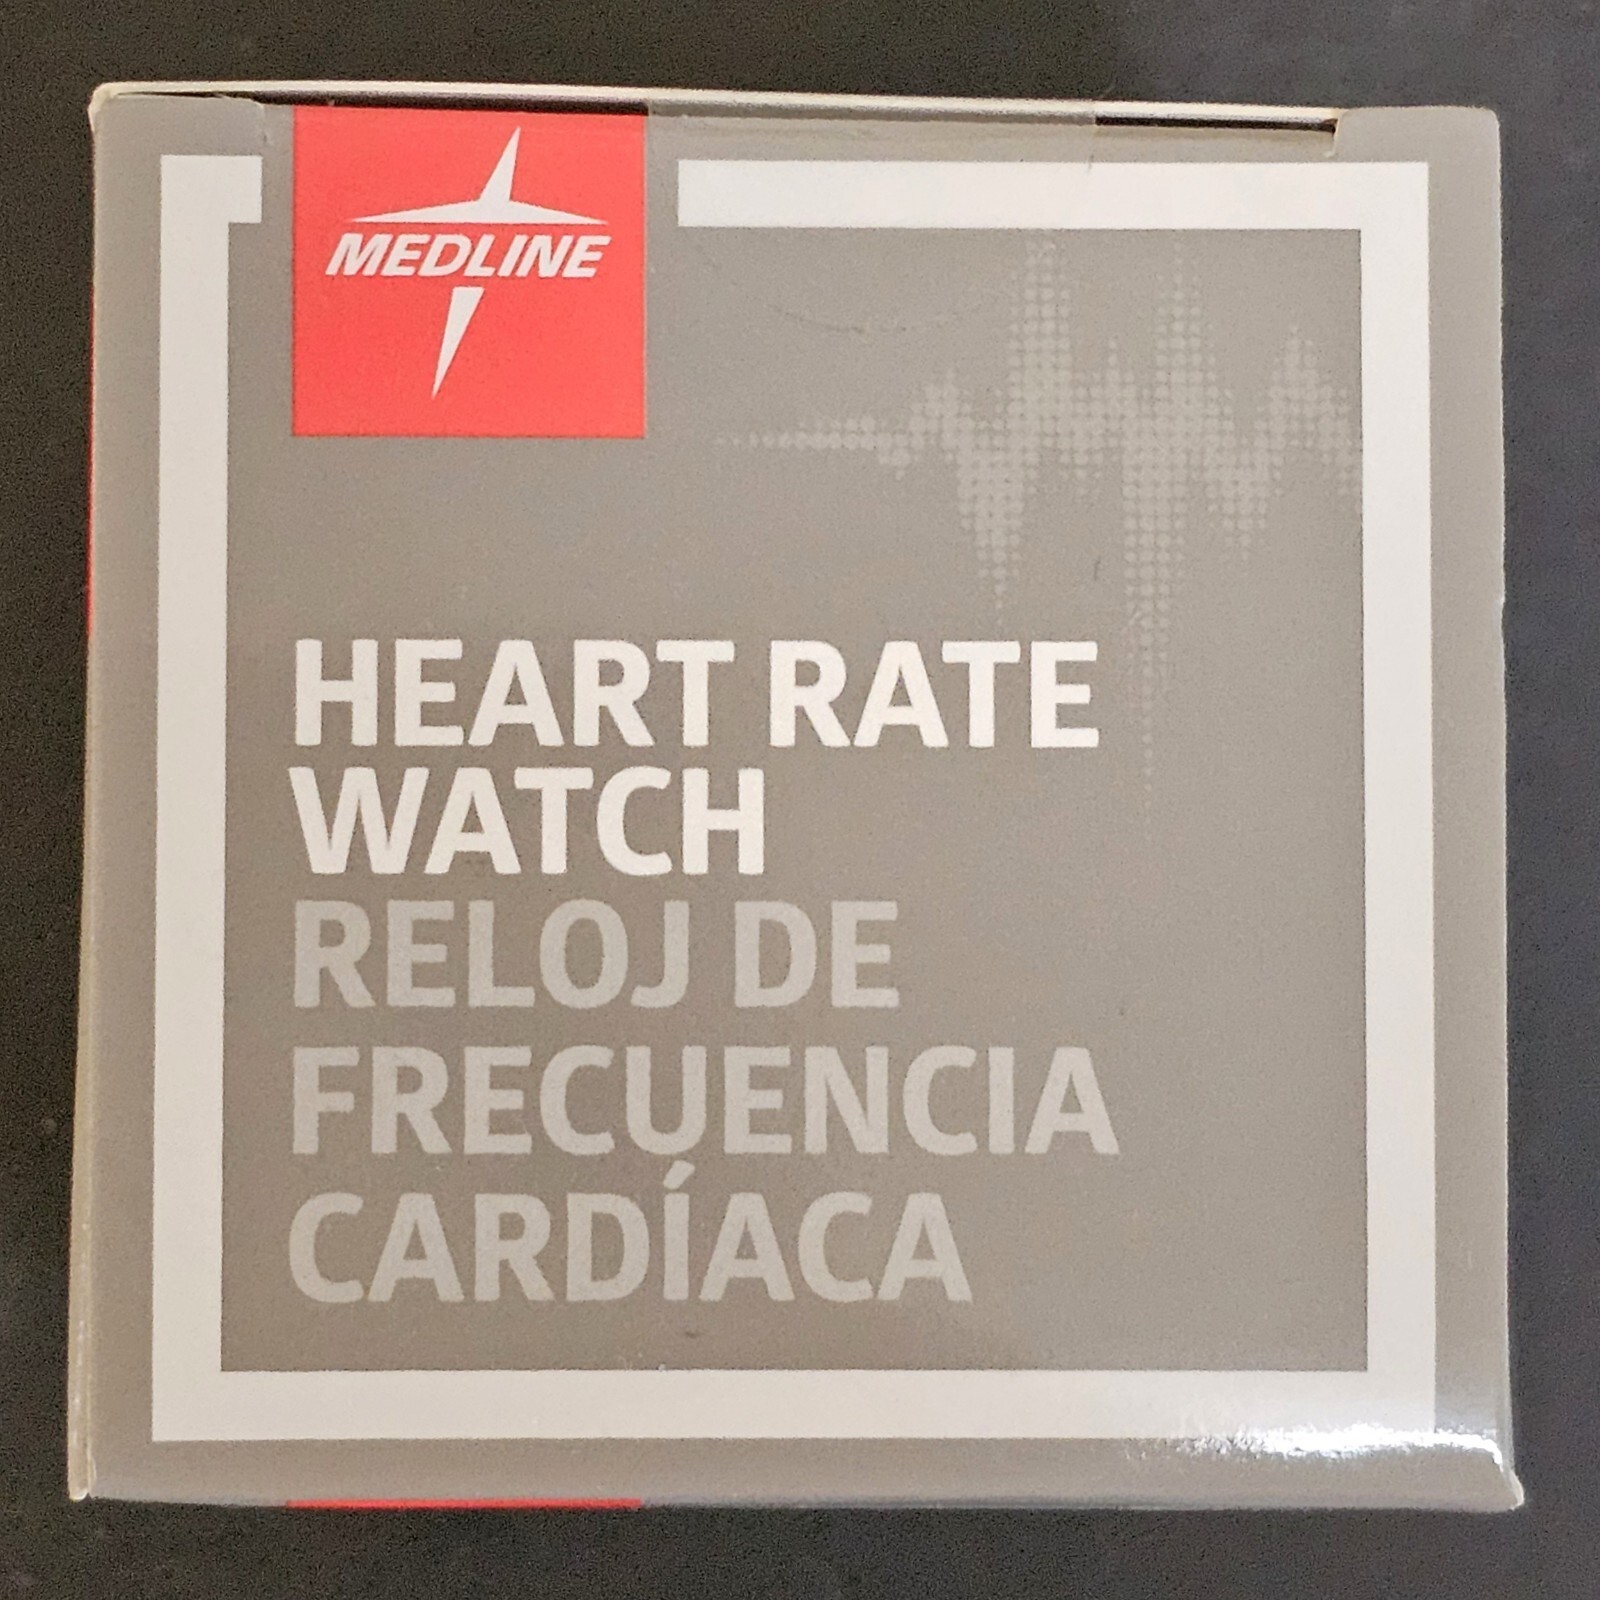 MEDLINE
HEART RATE
WATCH
RELOJ DE
FRECUENCIA
CARDÍACA